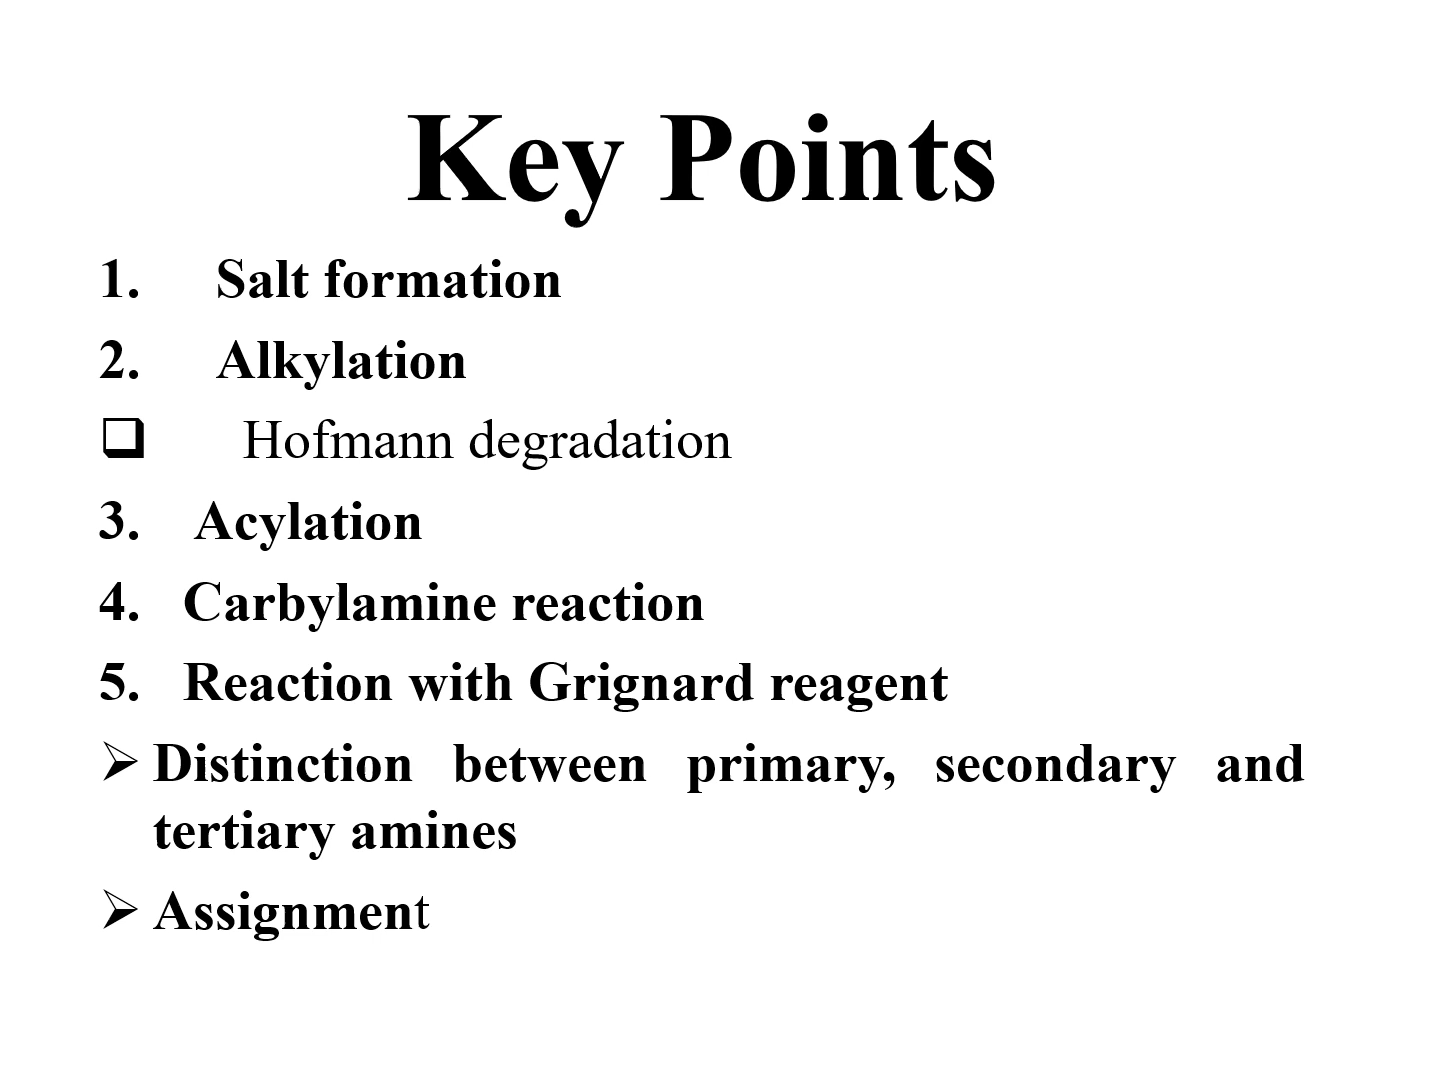 Key Points
1. Salt formation
2. Alkylation
❑ Hofmann degradation
3. Acylation
4. Carbylamine reaction
5. Reaction with Grignard reagent
➢ Distinction between primary, secondary and
tertiary amines
➢ Assignment